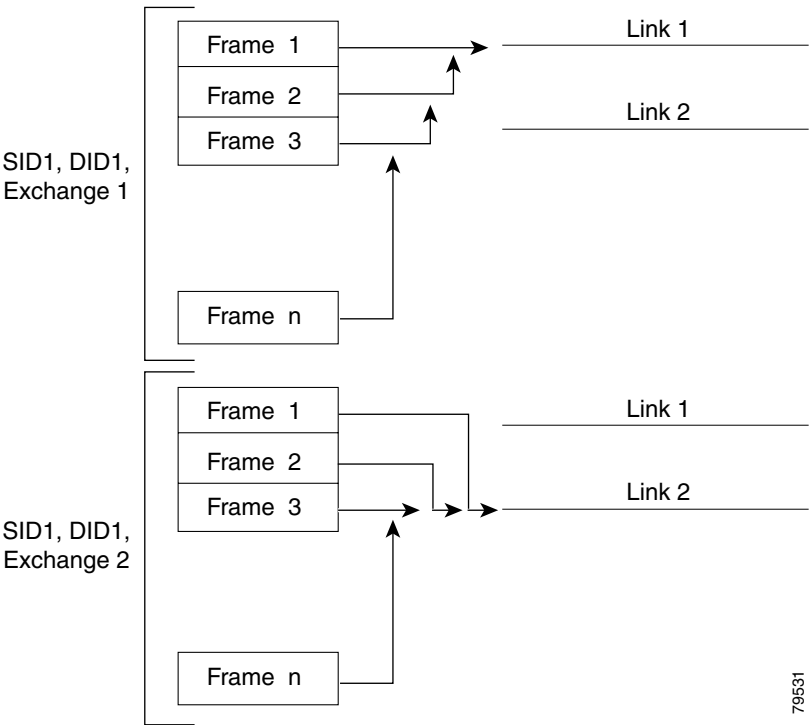 Frame 1
Link 1
Frame 2
Link 2
Frame 3
SID1, DID1,
Exchange 1
Frame n
Frame 1
Link 1
Frame 2
Link 2
Frame 3
SID1, DID1,
Exchange 2
Frame n
79531